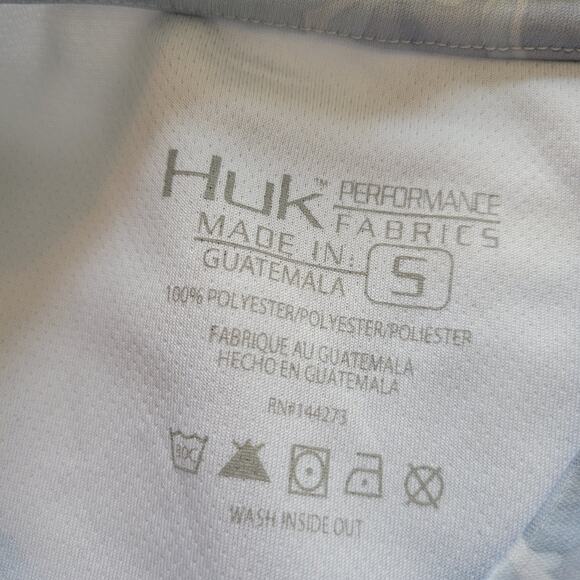 Huk™ PERFORMANCE FABRICS
MADE IN: GUATEMALA
S
100% POLYESTER/POLYESTER/POLIESTER
FABRIQUE AU GUATEMALA
HECHO EN GUATEMALA
RN#144273
30C
WASH INSIDE OUT